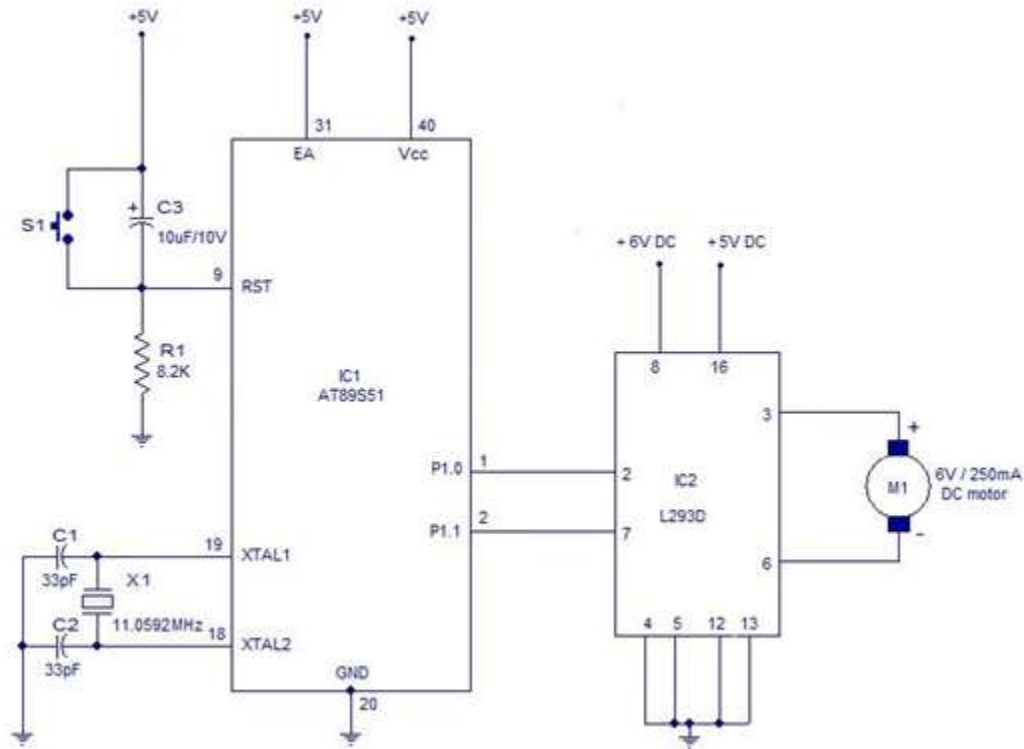 +5V
+5V
+5V
31
40
EA
Vcc
S1
+
C3
10uF/10V
9
RST
+ 6V DC
+ 5V DC
R1
8.2K
IC1
AT89S51
8
16
3
+
P1.0
1
2
IC2
L293D
M1
6V / 250mA
DC motor
P1.1
2
7
-
C1
33pF
19
XTAL1
X1
6
11.0592MHz
C2
33pF
18
XTAL2
4
5
12
13
GND
20